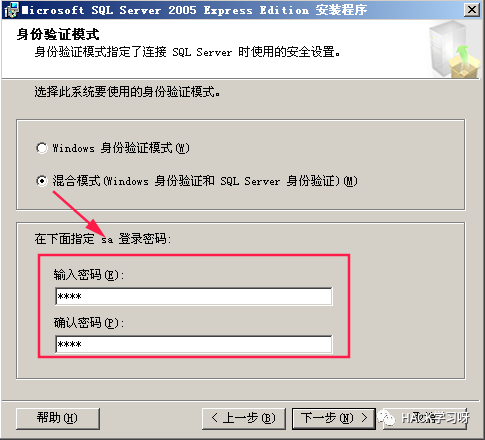 Microsoft SQL Server 2005 Express Edition 安装程序
身份验证模式
身份验证模式指定了连接 SQL Server 时使用的安全设置。
选择此系统要使用的身份验证模式。
Windows 身份验证模式(W)
混合模式(Windows 身份验证和 SQL Server 身份验证)(M)
在下面指定 sa 登录密码:
输入密码(E):
****
确认密码(P):
****
帮助(H) < 上一步(B) 下一步(N) > 取消
HACK学习呀